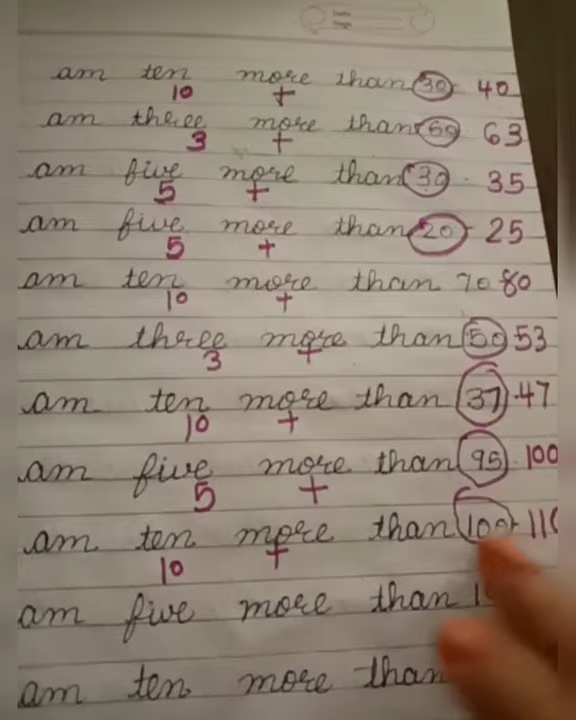 am ten more than 30 40
10 +
am three more than 60 63
3 +
am five more than 30 35
5 +
am five more than 20 25
5 +
am ten more than 70 80
10 +
am three more than 50 53
3 +
am ten more than 37 47
10 +
am five more than 95 100
5 +
am ten more than 100 110
10 +
am five more than
am ten more than